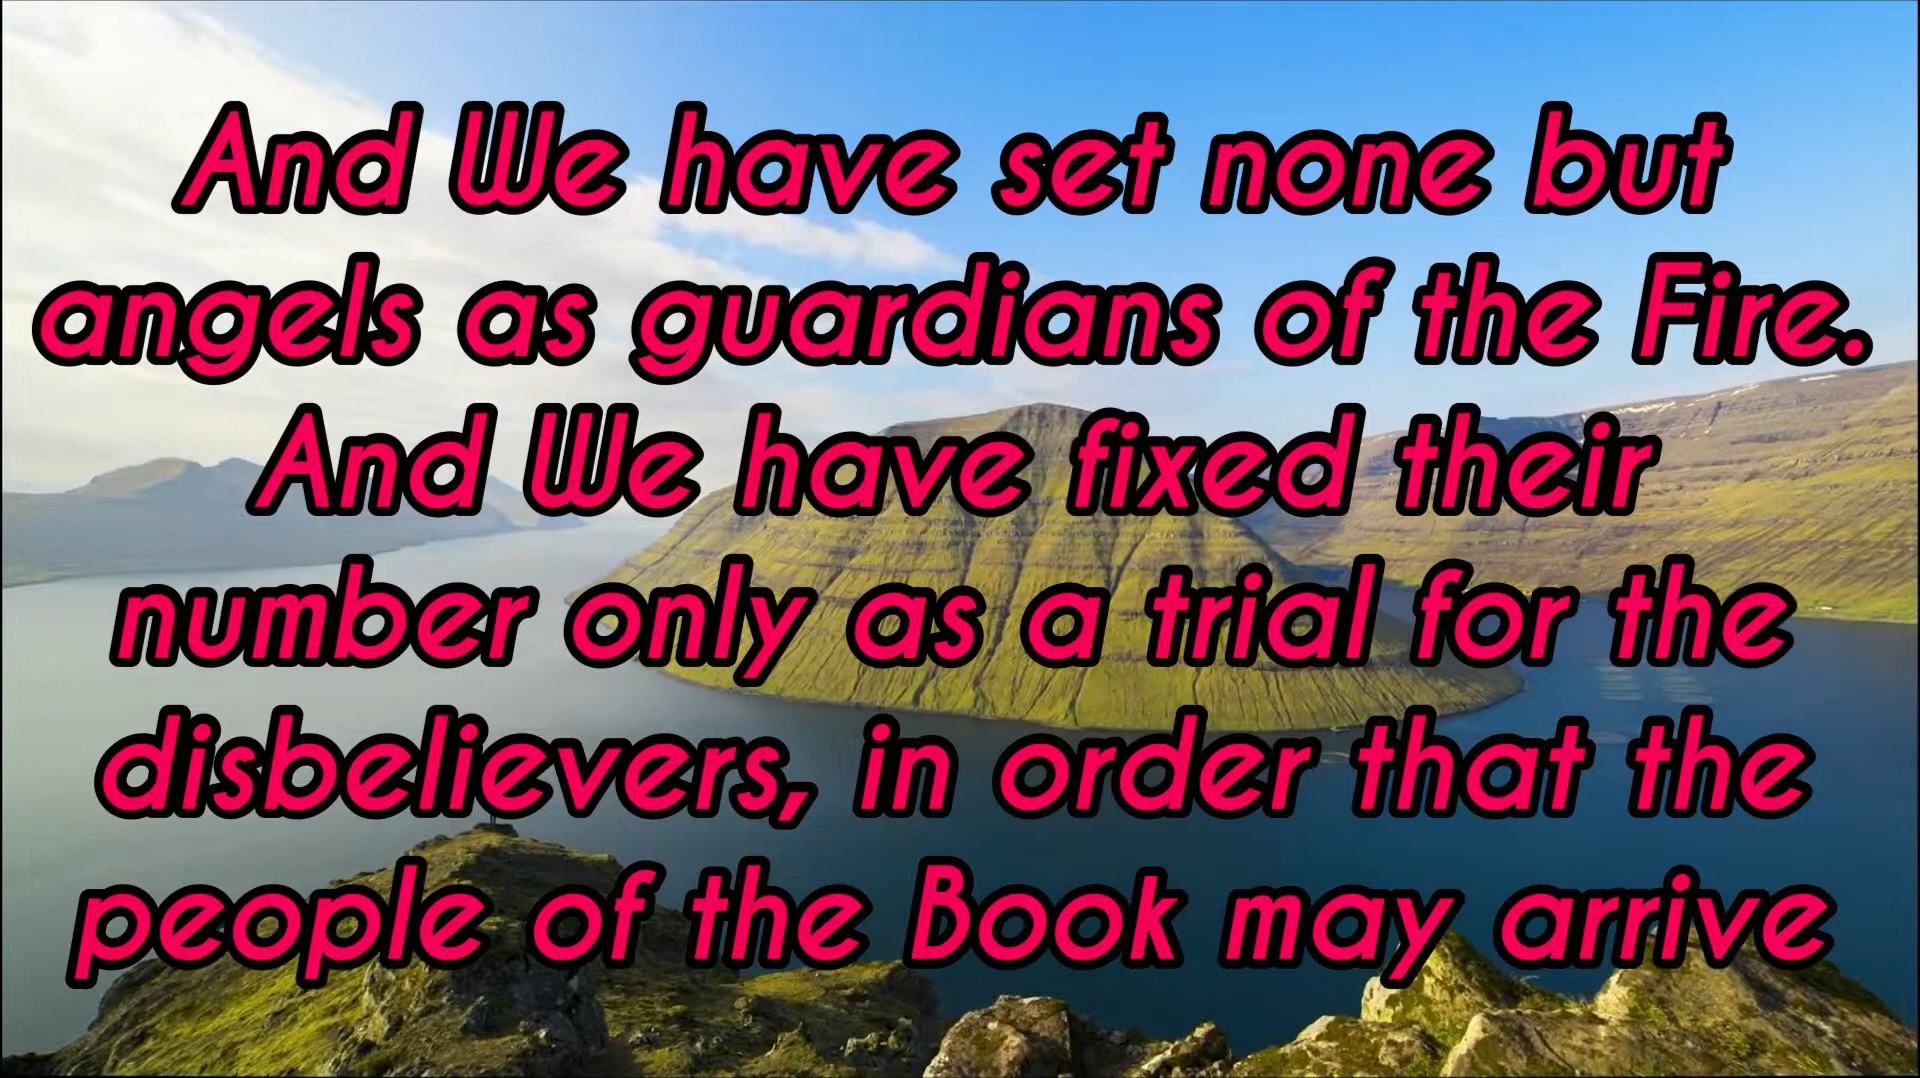 And We have set none but
angels as guardians of the Fire.
And We have fixed their
number only as a trial for the
disbelievers, in order that the
people of the Book may arrive